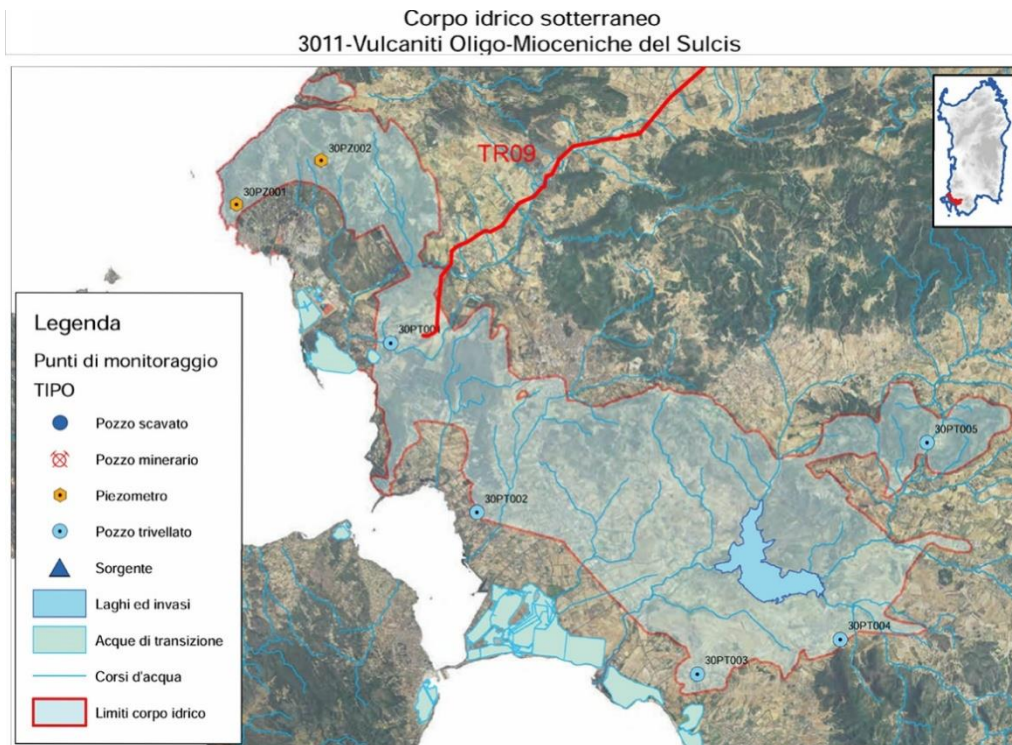 Corpo idrico sotterraneo
3011-Vulcaniti Oligo-Mioceniche del Sulcis
TR09
30PZ002
30PZ001
30PT001
30PT005
30PT002
30PT004
30PT003
Legenda
Punti di monitoraggio
TIPO
Pozzo scavato
Pozzo minerario
Piezometro
Pozzo trivellato
Sorgente
Laghi ed invasi
Acque di transizione
Corsi d'acqua
Limiti corpo idrico